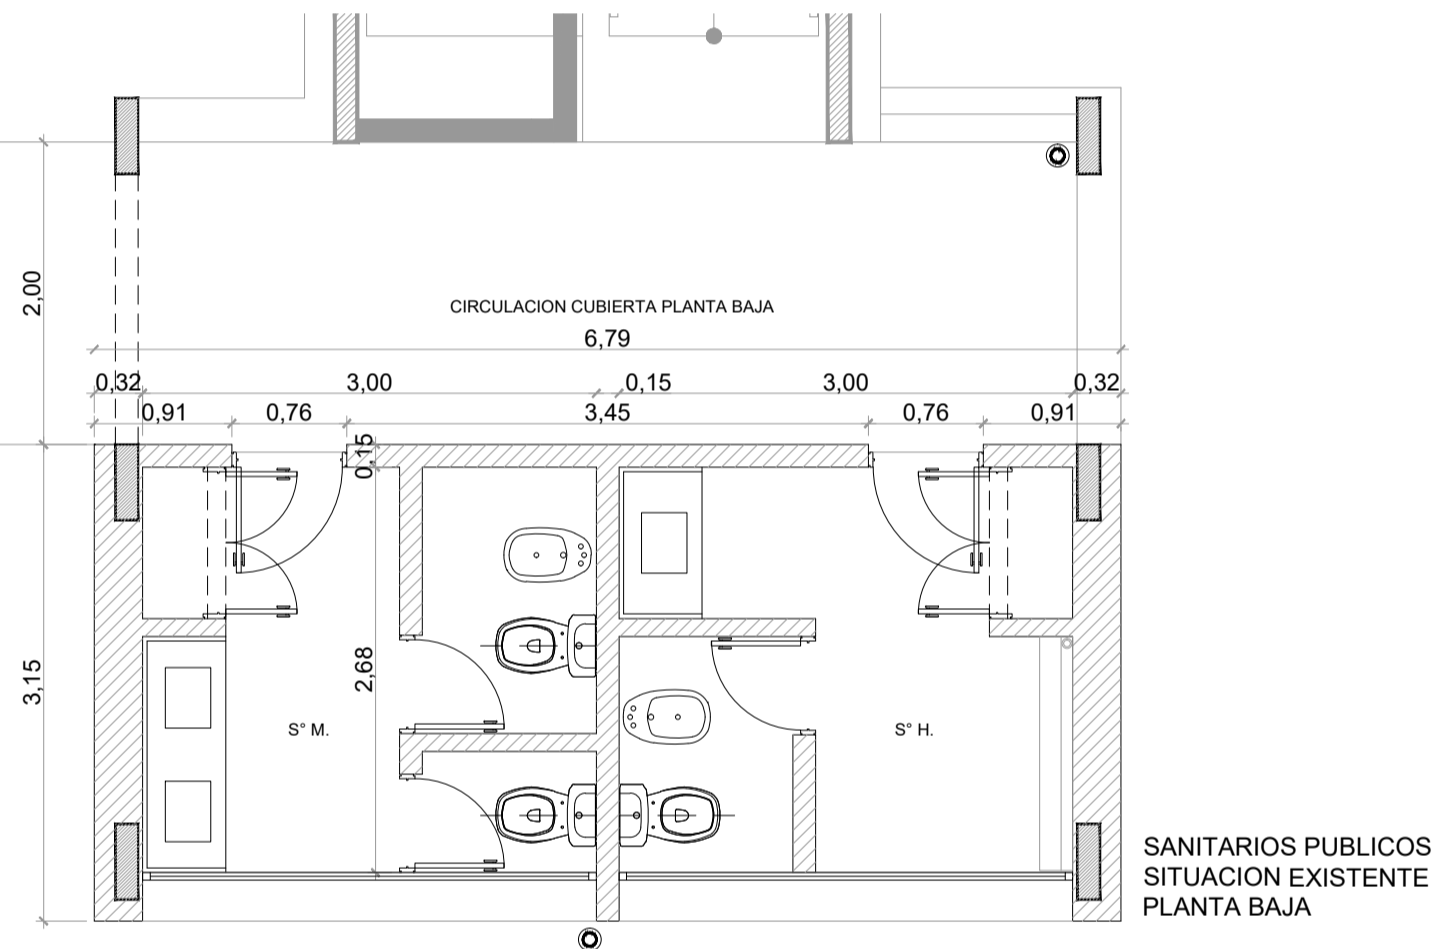 2,00
CIRCULACION CUBIERTA PLANTA BAJA
6,79
0,32 3,00 0,15 3,00 0,32
0,91 0,76 3,45 0,76 0,91
0,15
2,68
3,15
S° M.
S° H.
SANITARIOS PUBLICOS
SITUACION EXISTENTE
PLANTA BAJA